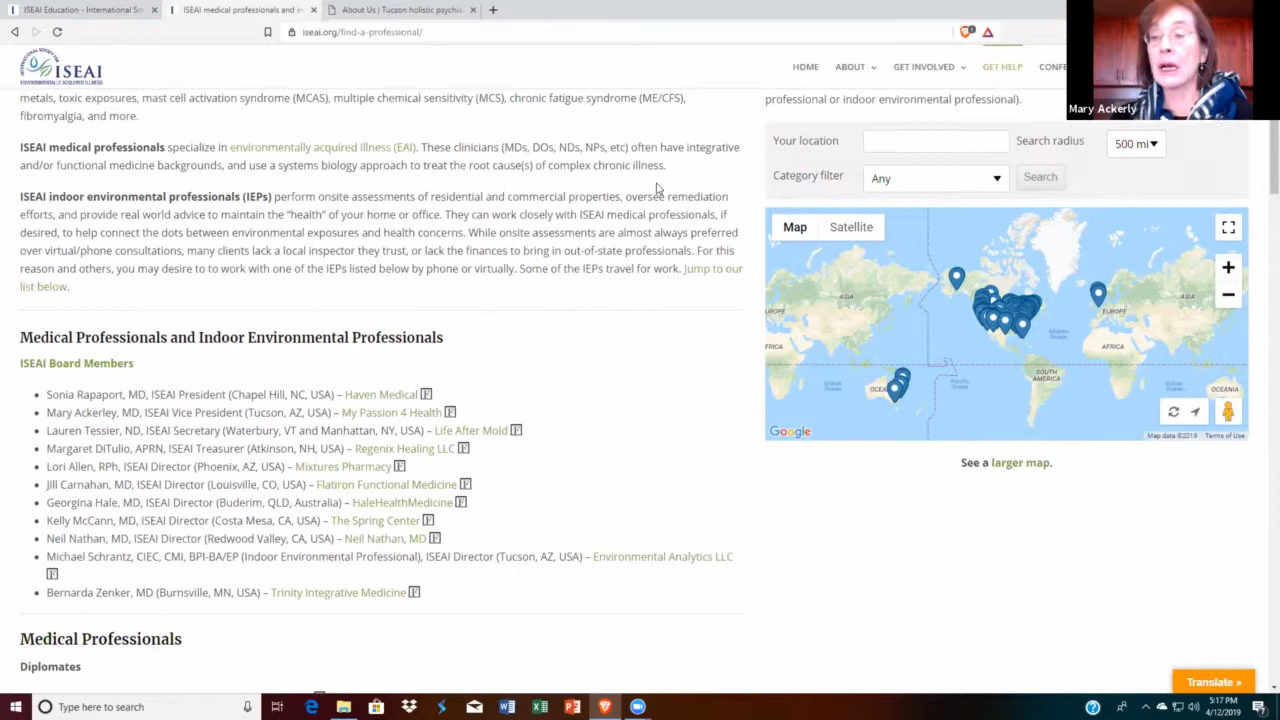 ISEAI Education - International So
ISEAI medical professionals and in
About Us | Tucson holistic psychia
iseai.org/find-a-professional/
ISEAI
HOME
ABOUT
GET INVOLVED
GET HELP
CONFE
Mary Ackerly
metals, toxic exposures, mast cell activation syndrome (MCAS), multiple chemical sensitivity (MCS), chronic fatigue syndrome (ME/CFS),
fibromyalgia, and more.
ISEAI medical professionals specialize in environmentally acquired illness (EAI). These clinicians (MDs, DOs, NDs, NPs, etc) often have integrative
and/or functional medicine backgrounds, and use a systems biology approach to treat the root cause(s) of complex chronic illness.
ISEAI indoor environmental professionals (IEPs) perform onsite assessments of residential and commercial properties, oversee remediation
efforts, and provide real world advice to maintain the “health” of your home or office. They can work closely with ISEAI medical professionals, if
desired, to help connect the dots between environmental exposures and health concerns. While onsite assessments are almost always preferred
over virtual/phone consultations, many clients lack a local inspector they trust, or lack the finances to bring in out-of-state professionals. For this
reason and others, you may desire to to work with one of the IEPs listed below by phone or virtually. Some of the IEPs travel for work. Jump to our
list below.
Medical Professionals and Indoor Environmental Professionals
ISEAI Board Members
Sonia Rapaport, MD, ISEAI President (Chapel Hill, NC, USA) – Haven Medical F
Mary Ackerley, MD, ISEAI Vice President (Tucson, AZ, USA) – My Passion 4 Health F
Lauren Tessier, ND, ISEAI Secretary (Waterbury, VT and Manhattan, NY, USA) – Life After Mold F
Margaret DiTulio, APRN, ISEAI Treasurer (Atkinson, NH, USA) – Regenix Healing LLC F
Lori Allen, RPh, ISEAI Director (Phoenix, AZ, USA) – Mixtures Pharmacy F
Jill Carnahan, MD, ISEAI Director (Louisville, CO, USA) – Flatiron Functional Medicine F
Georgina Hale, MD, ISEAI Director (Buderim, QLD, Australia) – HaleHealthMedicine F
Kelly McCann, MD, ISEAI Director (Costa Mesa, CA, USA) – The Spring Center F
Neil Nathan, MD, ISEAI Director (Redwood Valley, CA, USA) – Neil Nathan, MD F
Michael Schrantz, CIEC, CMI, BPI-BA/EP (Indoor Environmental Professional), ISEAI Director (Tucson, AZ, USA) – Environmental Analytics LLC
F
Bernarda Zenker, MD (Burnsville, MN, USA) – Trinity Integrative Medicine F
Medical Professionals
Diplomates
professional or indoor environmental professional).
Your location
Search radius
500 mi
Category filter
Any
Search
Map
Satellite
ASIA
EUROPE
ASIA
Atlantic Ocean
AFRICA
AFRICA
SOUTH AMERICA
Indian Ocean
OCEA
Pacific Ocean
Indian Ocean
OCEANIA
Google
Map data ©2019
Terms of Use
See a larger map.
Translate »
Type here to search
5:17 PM
4/12/2019